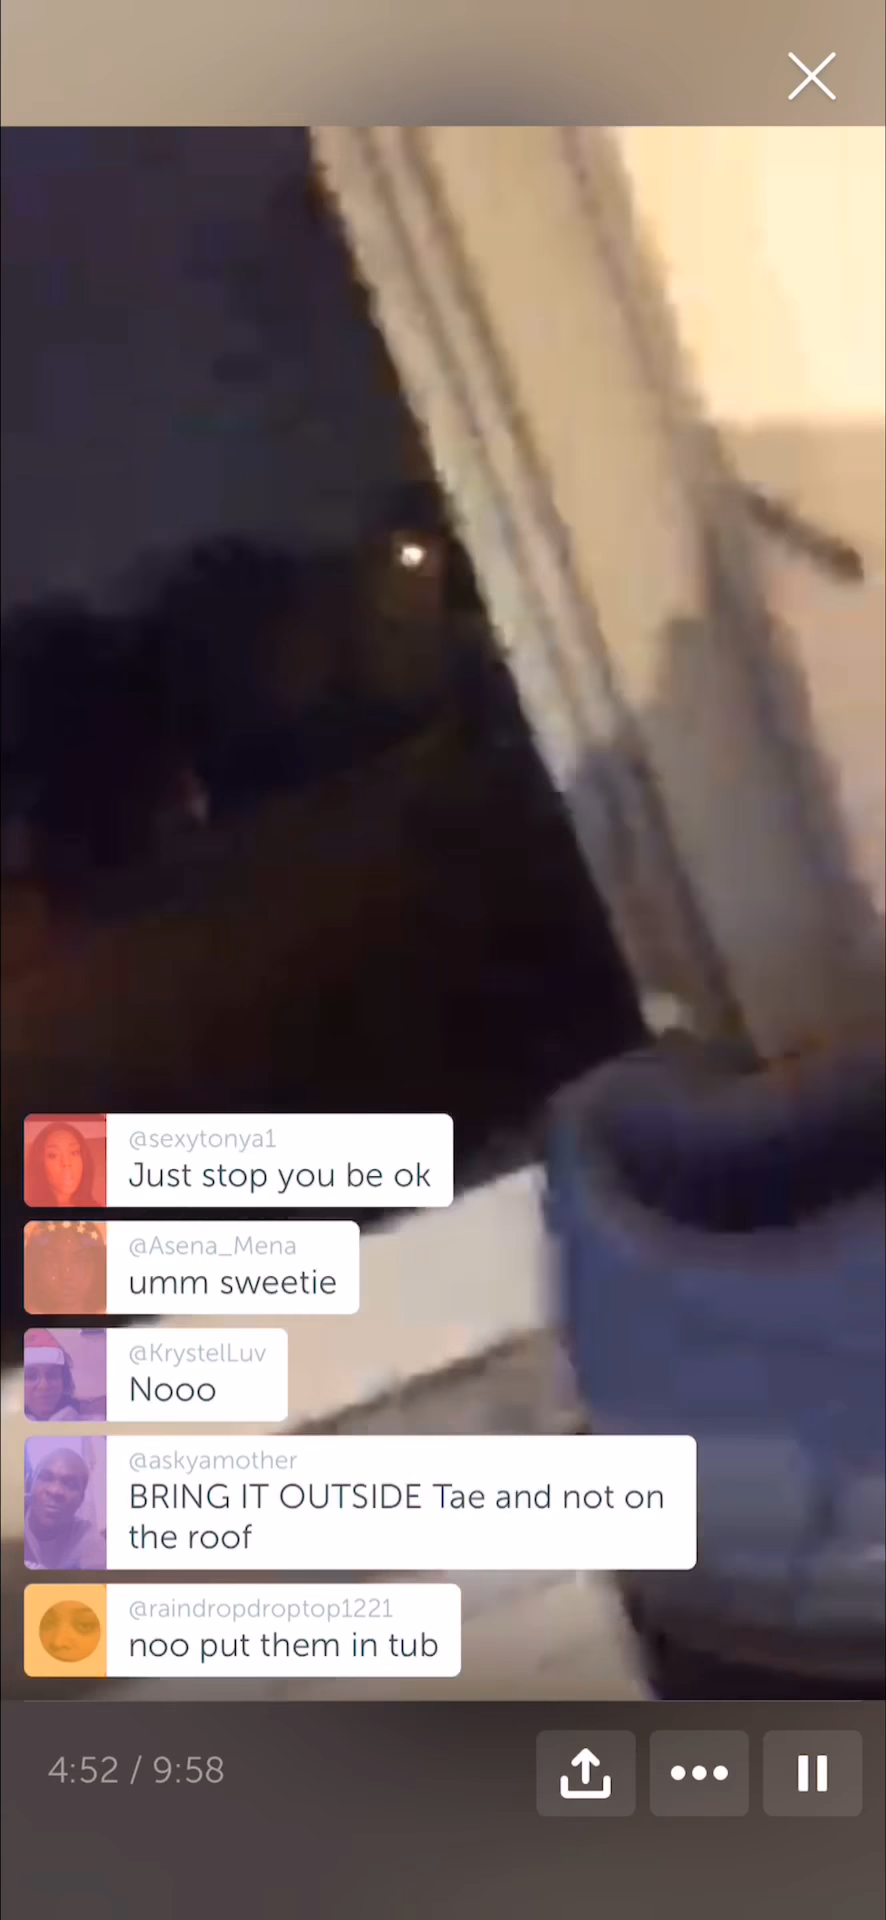 @sexytonya1
Just stop you be ok
@Asena_Mena
umm sweetie
@KrystelLuv
Nooo
@askyamother
BRING IT OUTSIDE Tae and not on
the roof
@raindropdroptop1221
noo put them in tub
4:52 / 9:58